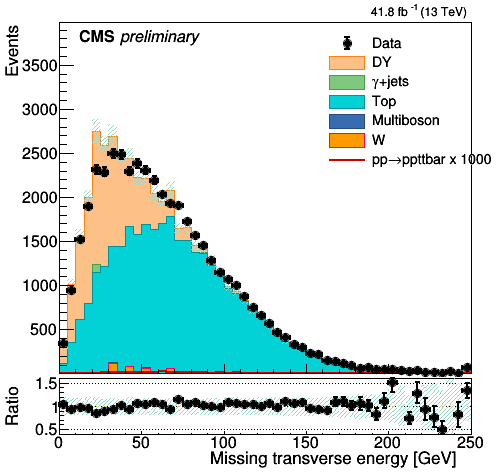 41.8 fb⁻¹ (13 TeV)
CMS preliminary
Events
3500
3000
2500
2000
1500
1000
500
Data
DY
γ+jets
Top
Multiboson
W
pp→ppttbar x 1000
Ratio
1.5
1
0.5
0 50 100 150 200 250
Missing transverse energy [GeV]